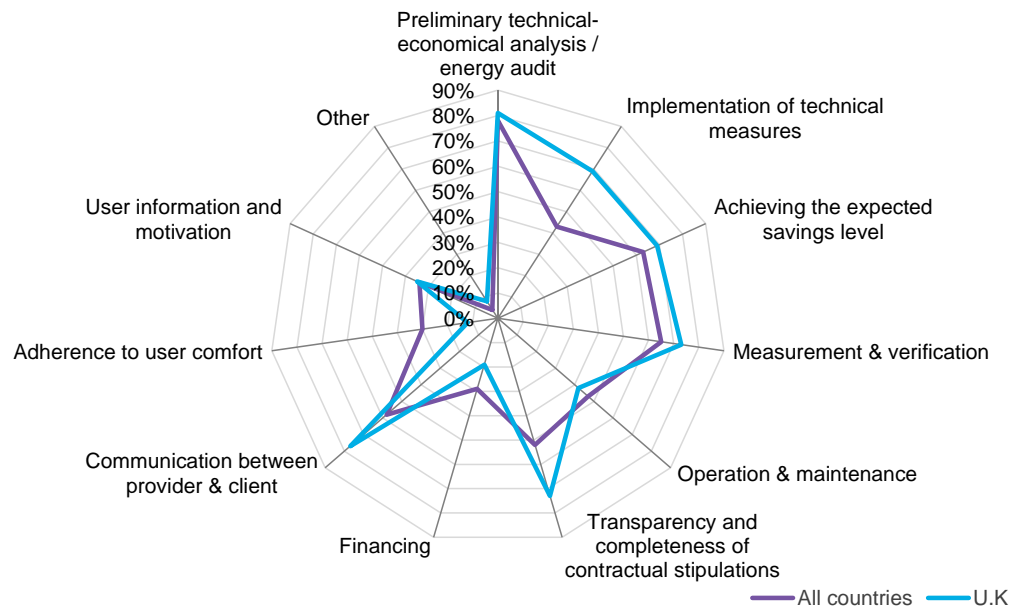 Preliminary technical-
economical analysis /
energy audit
Implementation of technical
measures
Achieving the expected
savings level
Measurement & verification
Operation & maintenance
Transparency and
completeness of
contractual stipulations
Financing
Communication between
provider & client
Adherence to user comfort
User information and
motivation
Other
90%
80%
70%
60%
50%
40%
30%
20%
10%
0%
All countries
U.K